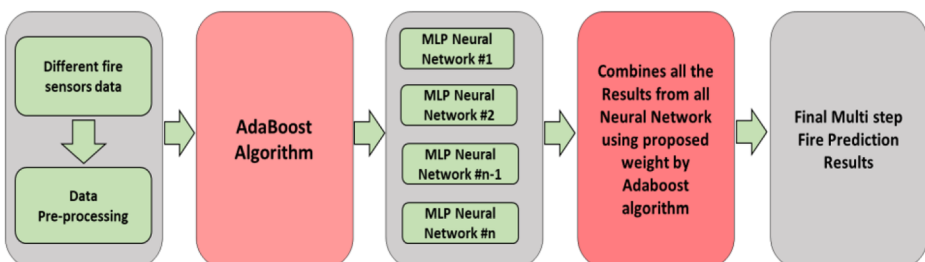 Different fire
sensors data
Data
Pre-processing
AdaBoost
Algorithm
MLP Neural
Network #1
MLP Neural
Network #2
MLP Neural
Network #n-1
MLP Neural
Network #n
Combines all the
Results from all
Neural Network
using proposed
weight by
Adaboost
algorithm
Final Multi step
Fire Prediction
Results